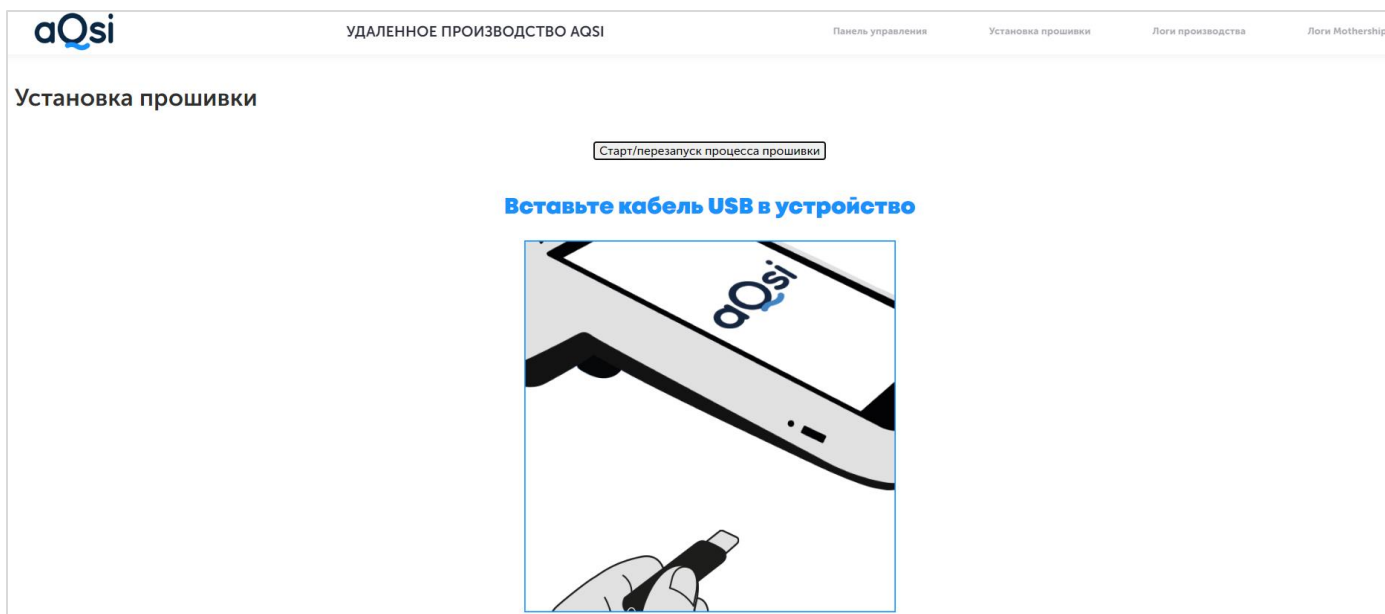 aQsi
УДАЛЕННОЕ ПРОИЗВОДСТВО AQSI
Панель управления
Установка прошивки
Логи производства
Логи Mothership
Установка прошивки
Старт/перезапуск процесса прошивки
Вставьте кабель USB в устройство
aQsi